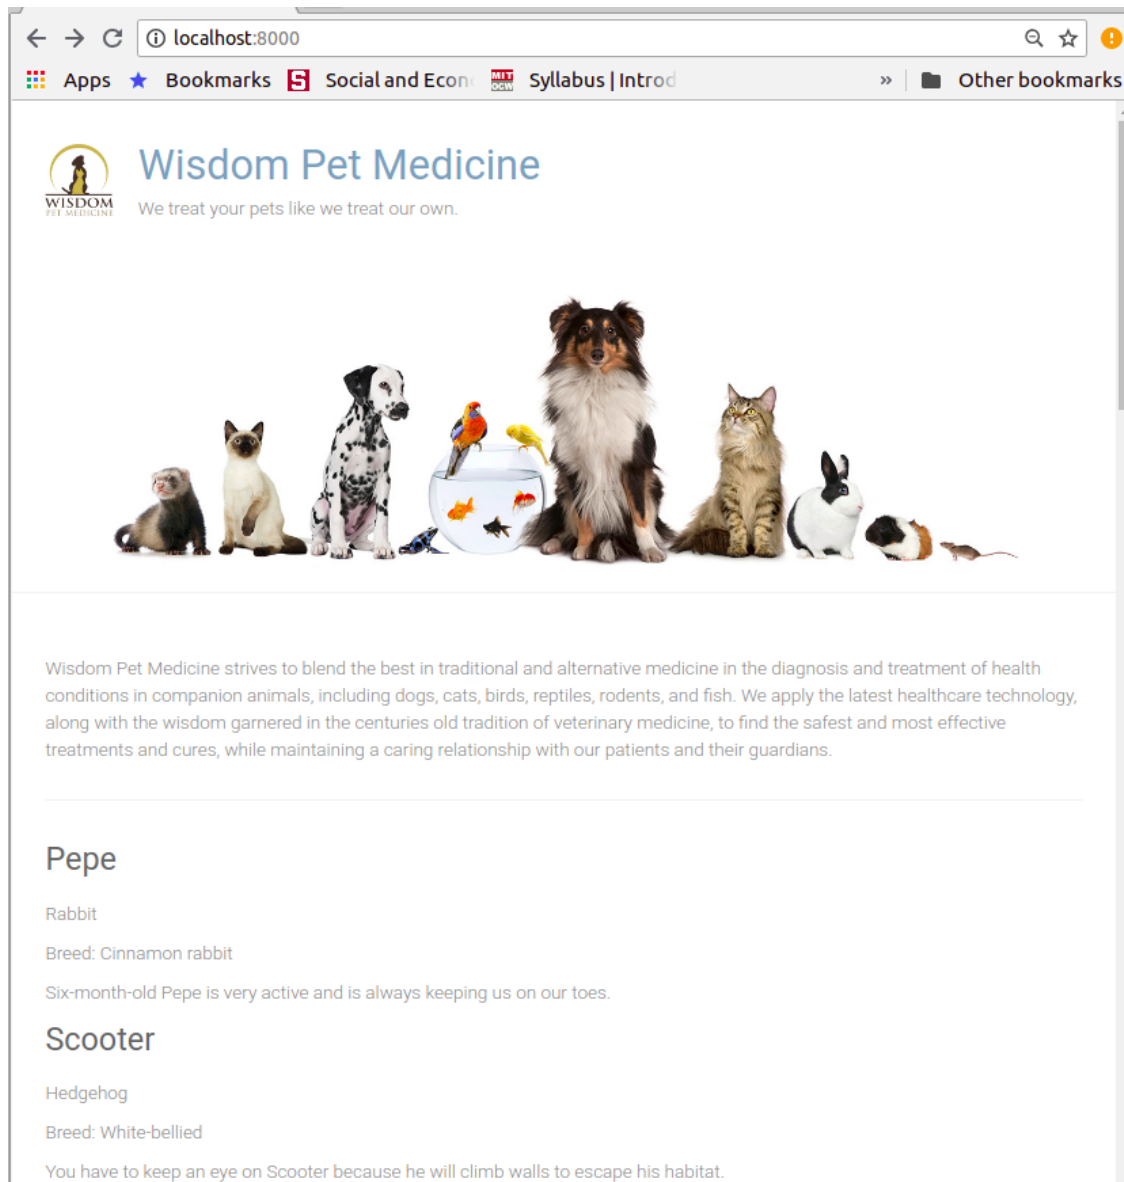 localhost:8000
Apps Bookmarks Social and Econ Syllabus | Introd » Other bookmarks
WISDOM
PET MEDICINE
Wisdom Pet Medicine
We treat your pets like we treat our own.
Wisdom Pet Medicine strives to blend the best in traditional and alternative medicine in the diagnosis and treatment of health
conditions in companion animals, including dogs, cats, birds, reptiles, rodents, and fish. We apply the latest healthcare technology,
along with the wisdom garnered in the centuries old tradition of veterinary medicine, to find the safest and most effective
treatments and cures, while maintaining a caring relationship with our patients and their guardians.
Pepe
Rabbit
Breed: Cinnamon rabbit
Six-month-old Pepe is very active and is always keeping us on our toes.
Scooter
Hedgehog
Breed: White-bellied
You have to keep an eye on Scooter because he will climb walls to escape his habitat.